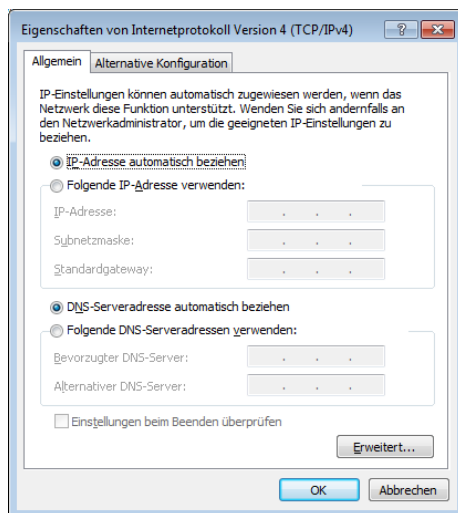 Eigenschaften von Internetprotokoll Version 4 (TCP/IPv4)
Allgemein
Alternative Konfiguration
IP-Einstellungen können automatisch zugewiesen werden, wenn das
Netzwerk diese Funktion unterstützt. Wenden Sie sich andernfalls an
den Netzwerkadministrator, um die geeigneten IP-Einstellungen zu
beziehen.
IP-Adresse automatisch beziehen
Folgende IP-Adresse verwenden:
IP-Adresse:
Subnetzmaske:
Standardgateway:
DNS-Serveradresse automatisch beziehen
Folgende DNS-Serveradressen verwenden:
Bevorzugter DNS-Server:
Alternativer DNS-Server:
Einstellungen beim Beenden überprüfen
Erweitert...
OK
Abbrechen